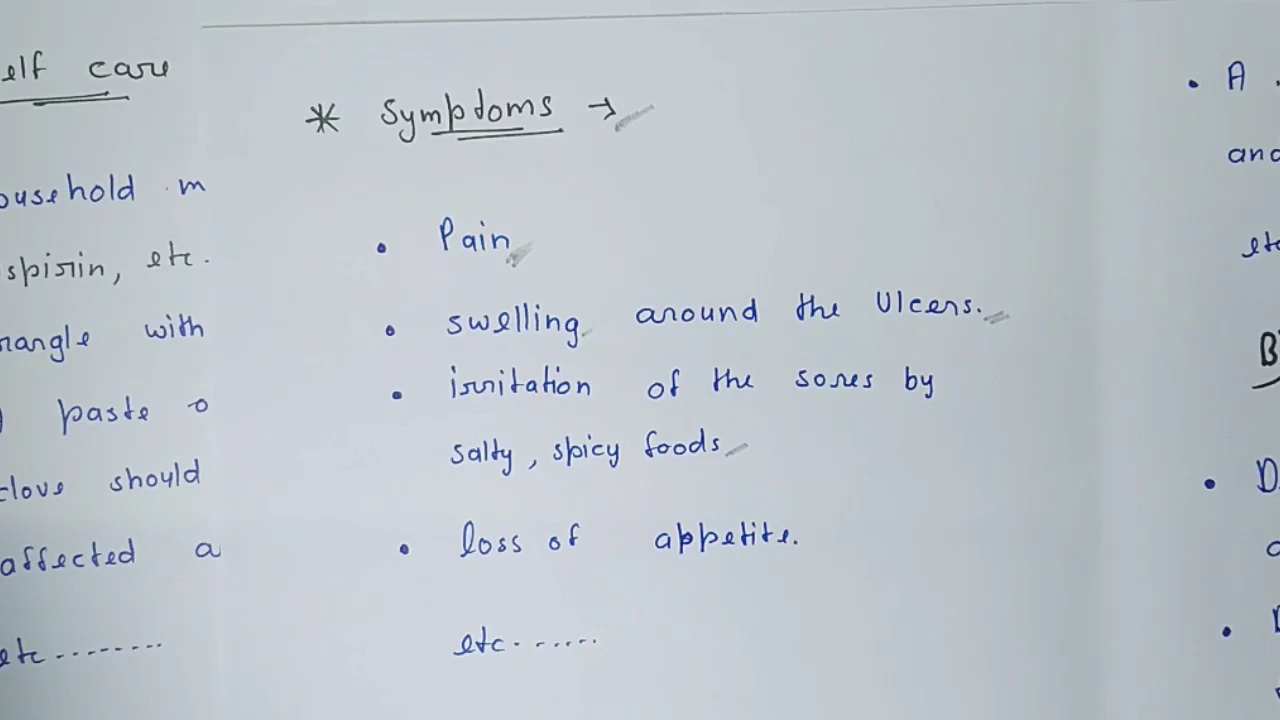 elf care
ousehold m
spirin, etc.
rangle with
paste o
clove should
affected a
etc--------
* Symptoms →
• Pain
• swelling around the Ulcers.
• irritation of the sores by
salty, spicy foods
• loss of appetite.
etc-------
• A
and
etc
B
• D
•